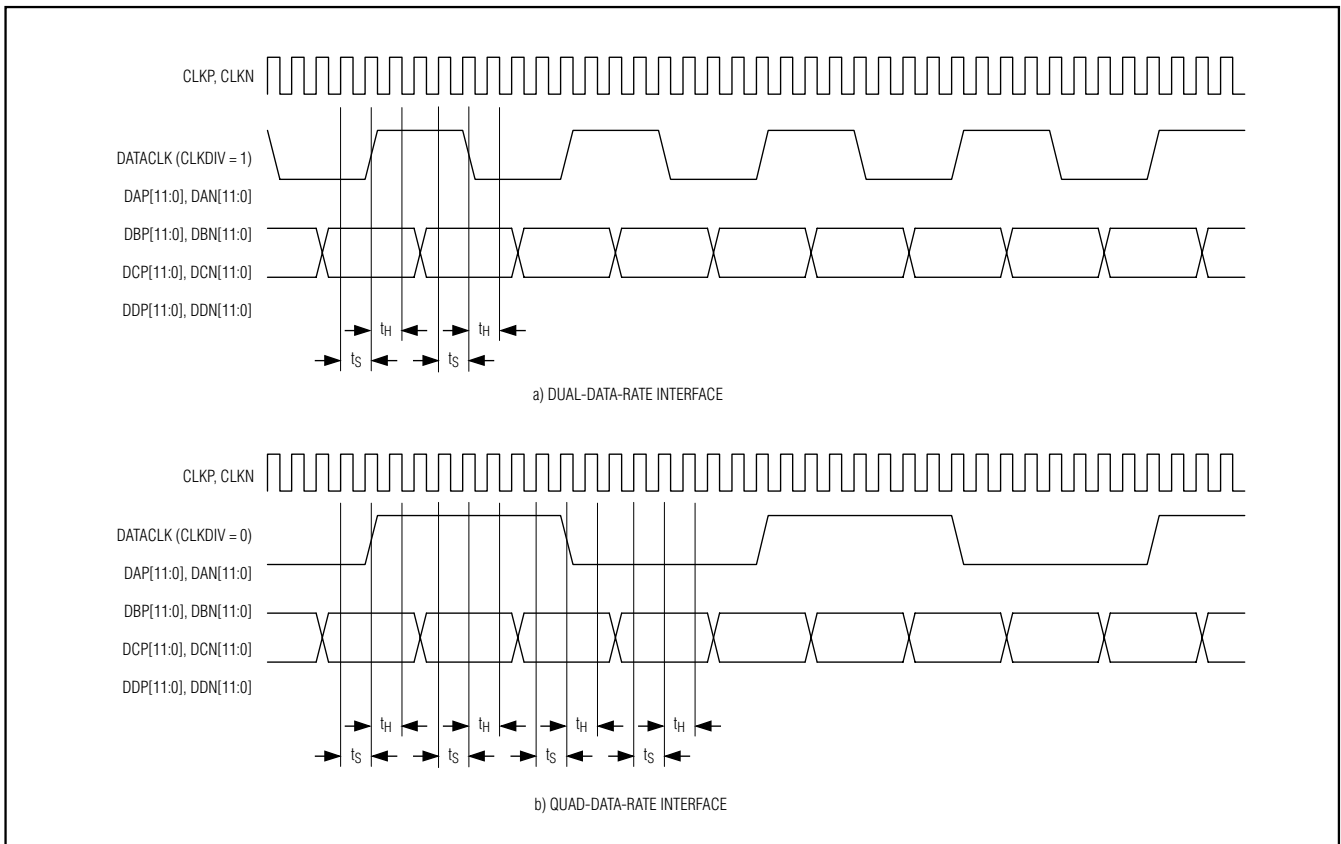 CLKP, CLKN
DATACLK (CLKDIV = 1)
DAP[11:0], DAN[11:0]
DBP[11:0], DBN[11:0]
DCP[11:0], DCN[11:0]
DDP[11:0], DDN[11:0]
tH
tH
tS
tS
a) DUAL-DATA-RATE INTERFACE
CLKP, CLKN
DATACLK (CLKDIV = 0)
DAP[11:0], DAN[11:0]
DBP[11:0], DBN[11:0]
DCP[11:0], DCN[11:0]
DDP[11:0], DDN[11:0]
tH
tH
tH
tH
tS
tS
tS
tS
b) QUAD-DATA-RATE INTERFACE